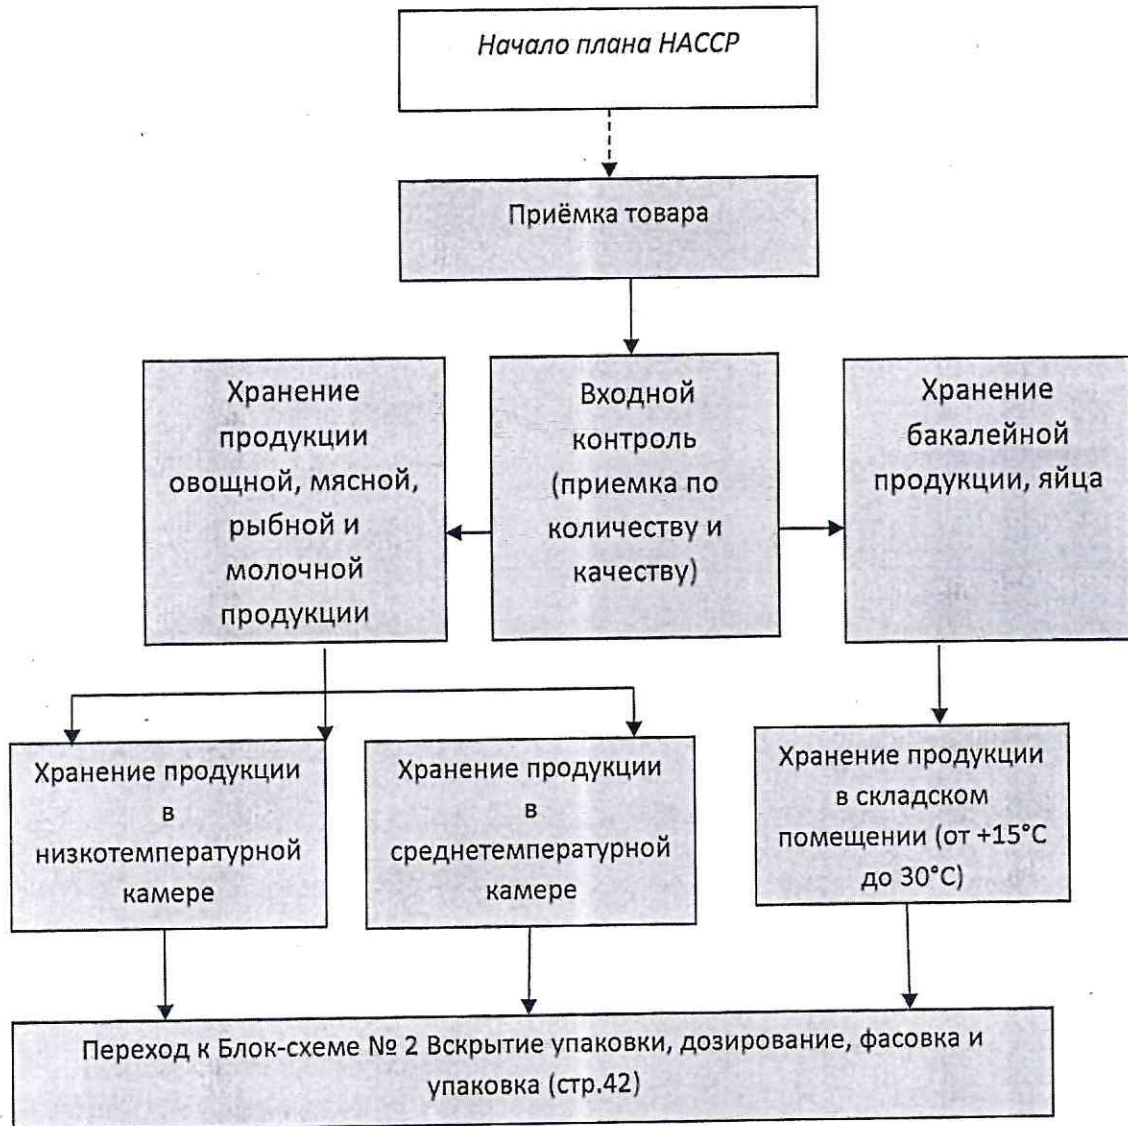 Начало плана НАССР
Приёмка товара
Хранение
продукции
овощной, мясной,
рыбной и
молочной
продукции
Входной
контроль
(приемка по
количеству и
качеству)
Хранение
бакалейной
продукции, яйца
Хранение продукции
в
низкотемпературной
камере
Хранение продукции
в
среднетемпературной
камере
Хранение продукции
в складском
помещении (от +15°С
до 30°С)
Переход к Блок-схеме № 2 Вскрытие упаковки, дозирование, фасовка и
упаковка (стр.42)